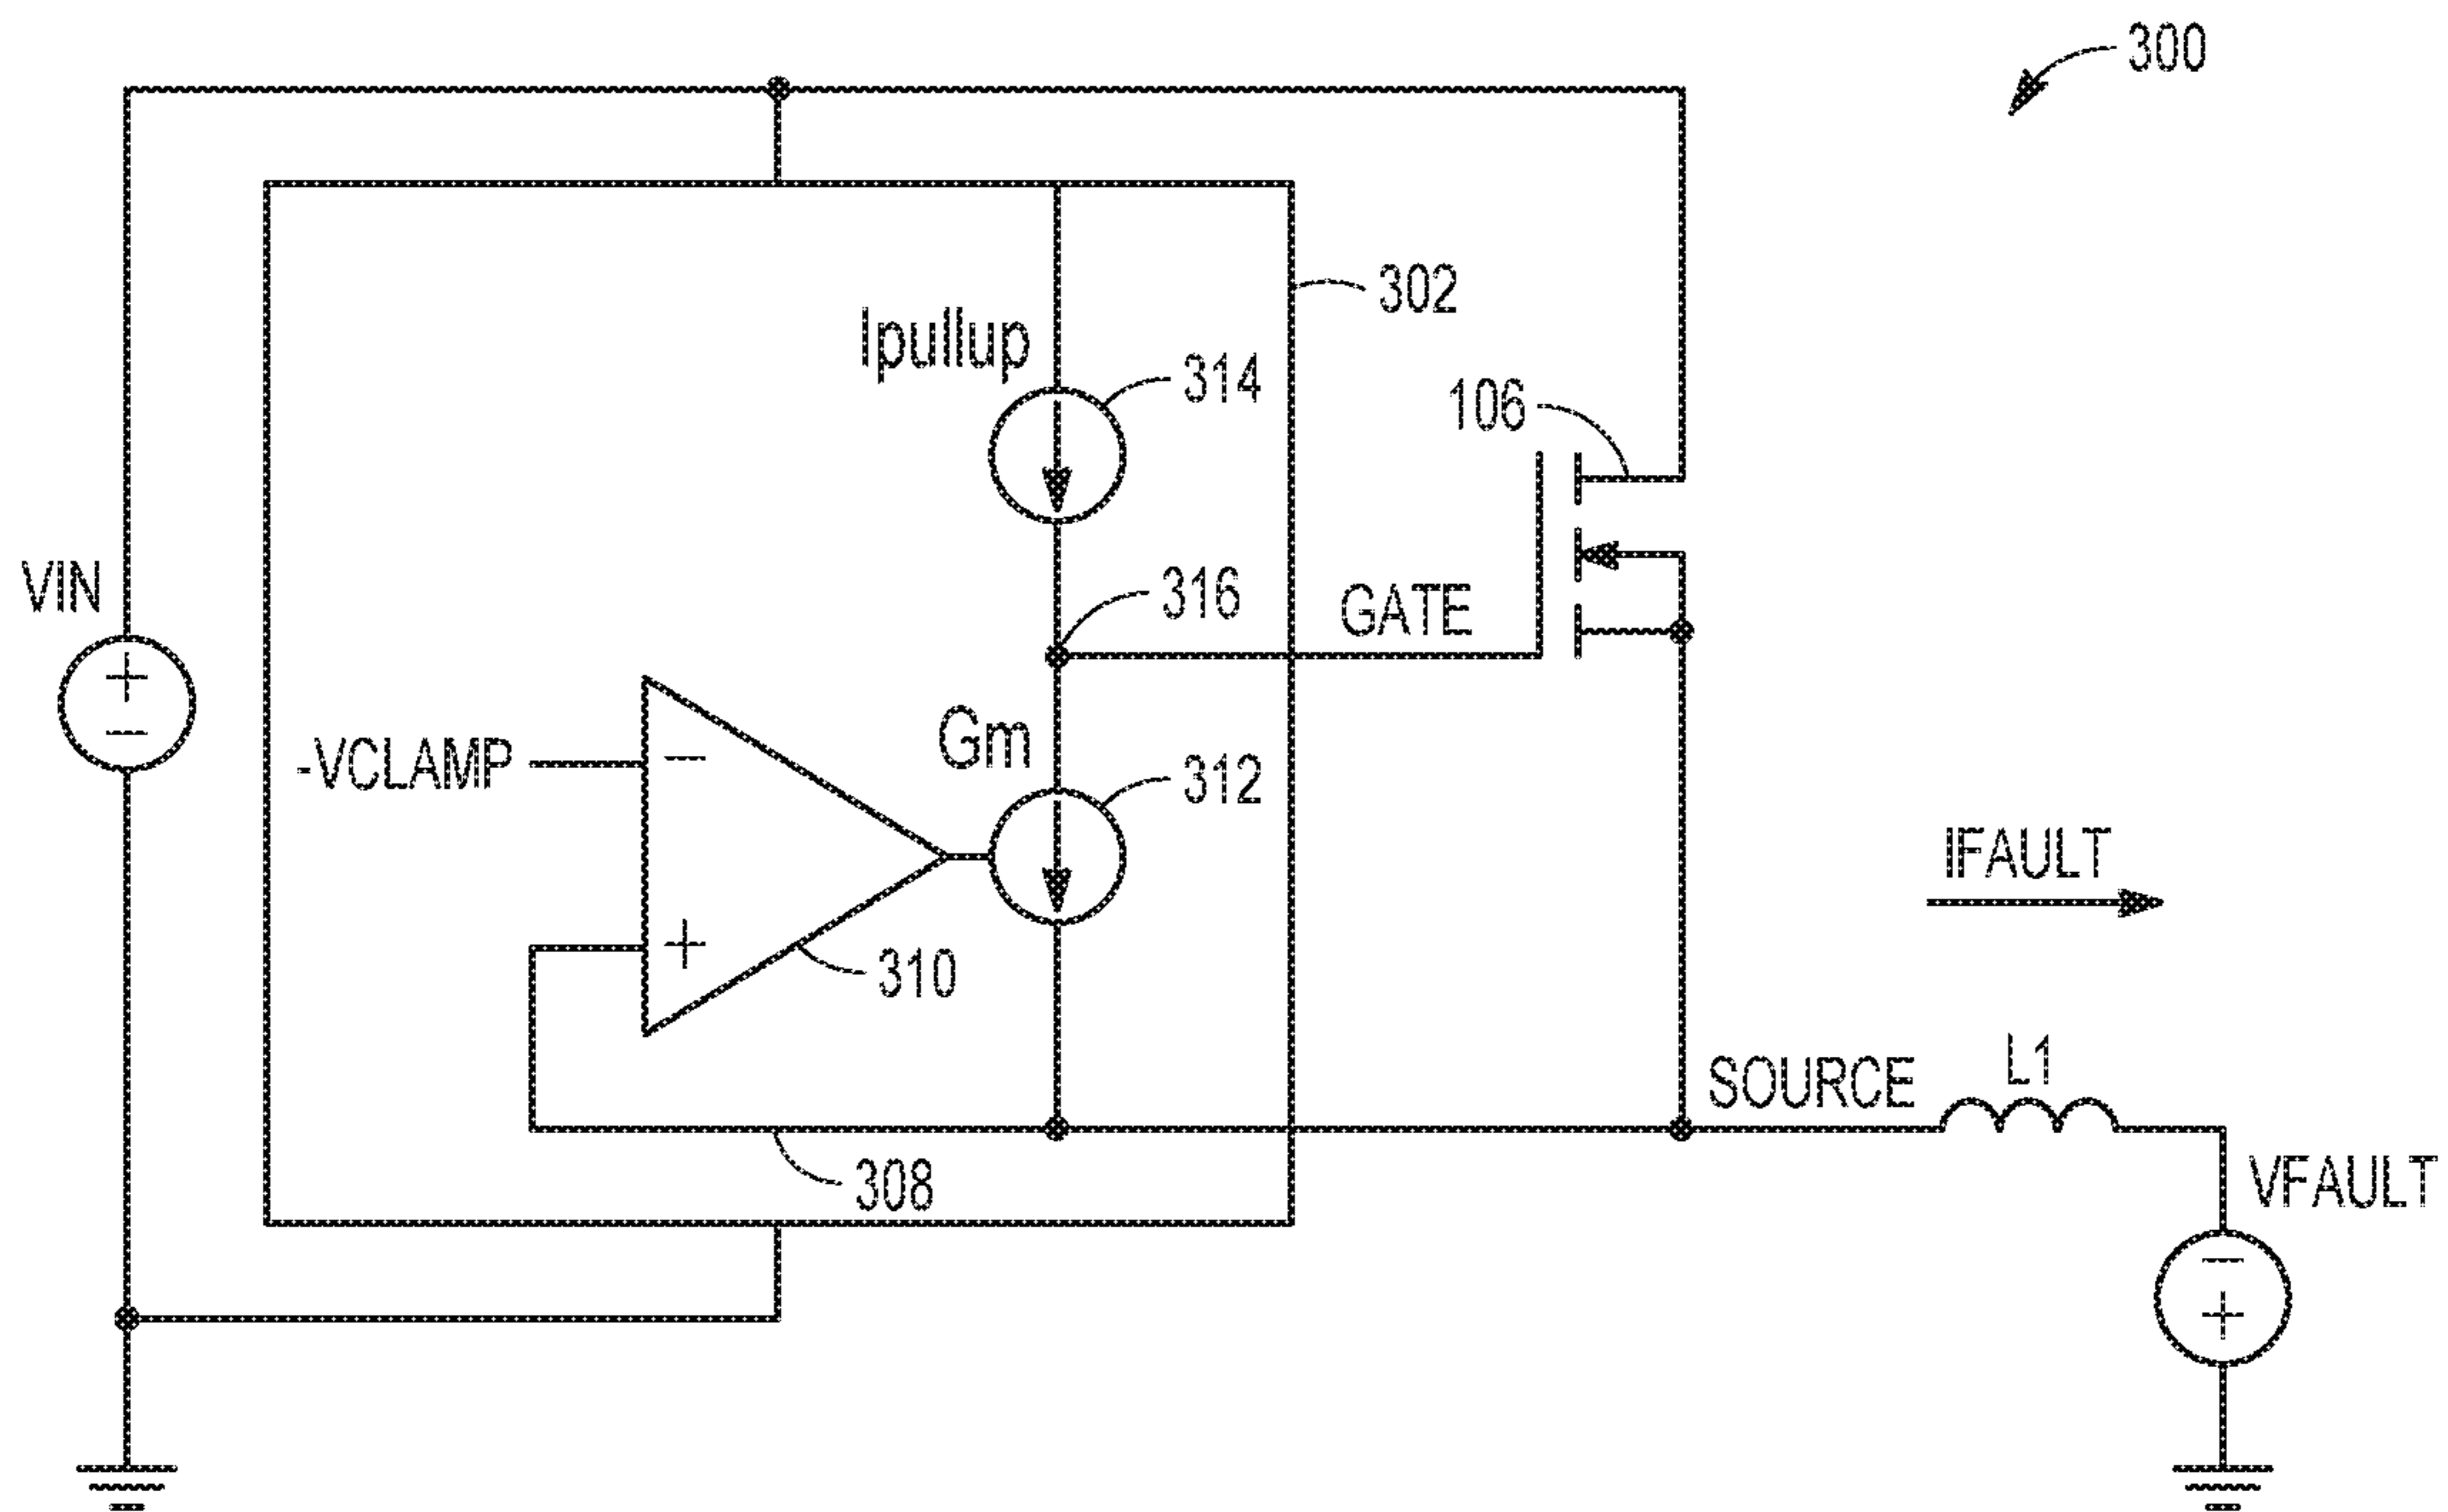 300
302
Ipullup
314
106
VIN
+
−
316
GATE
-VCLAMP
−
Gm
312
+
310
IFAULT
308
SOURCE
L1
VFAULT
−
+